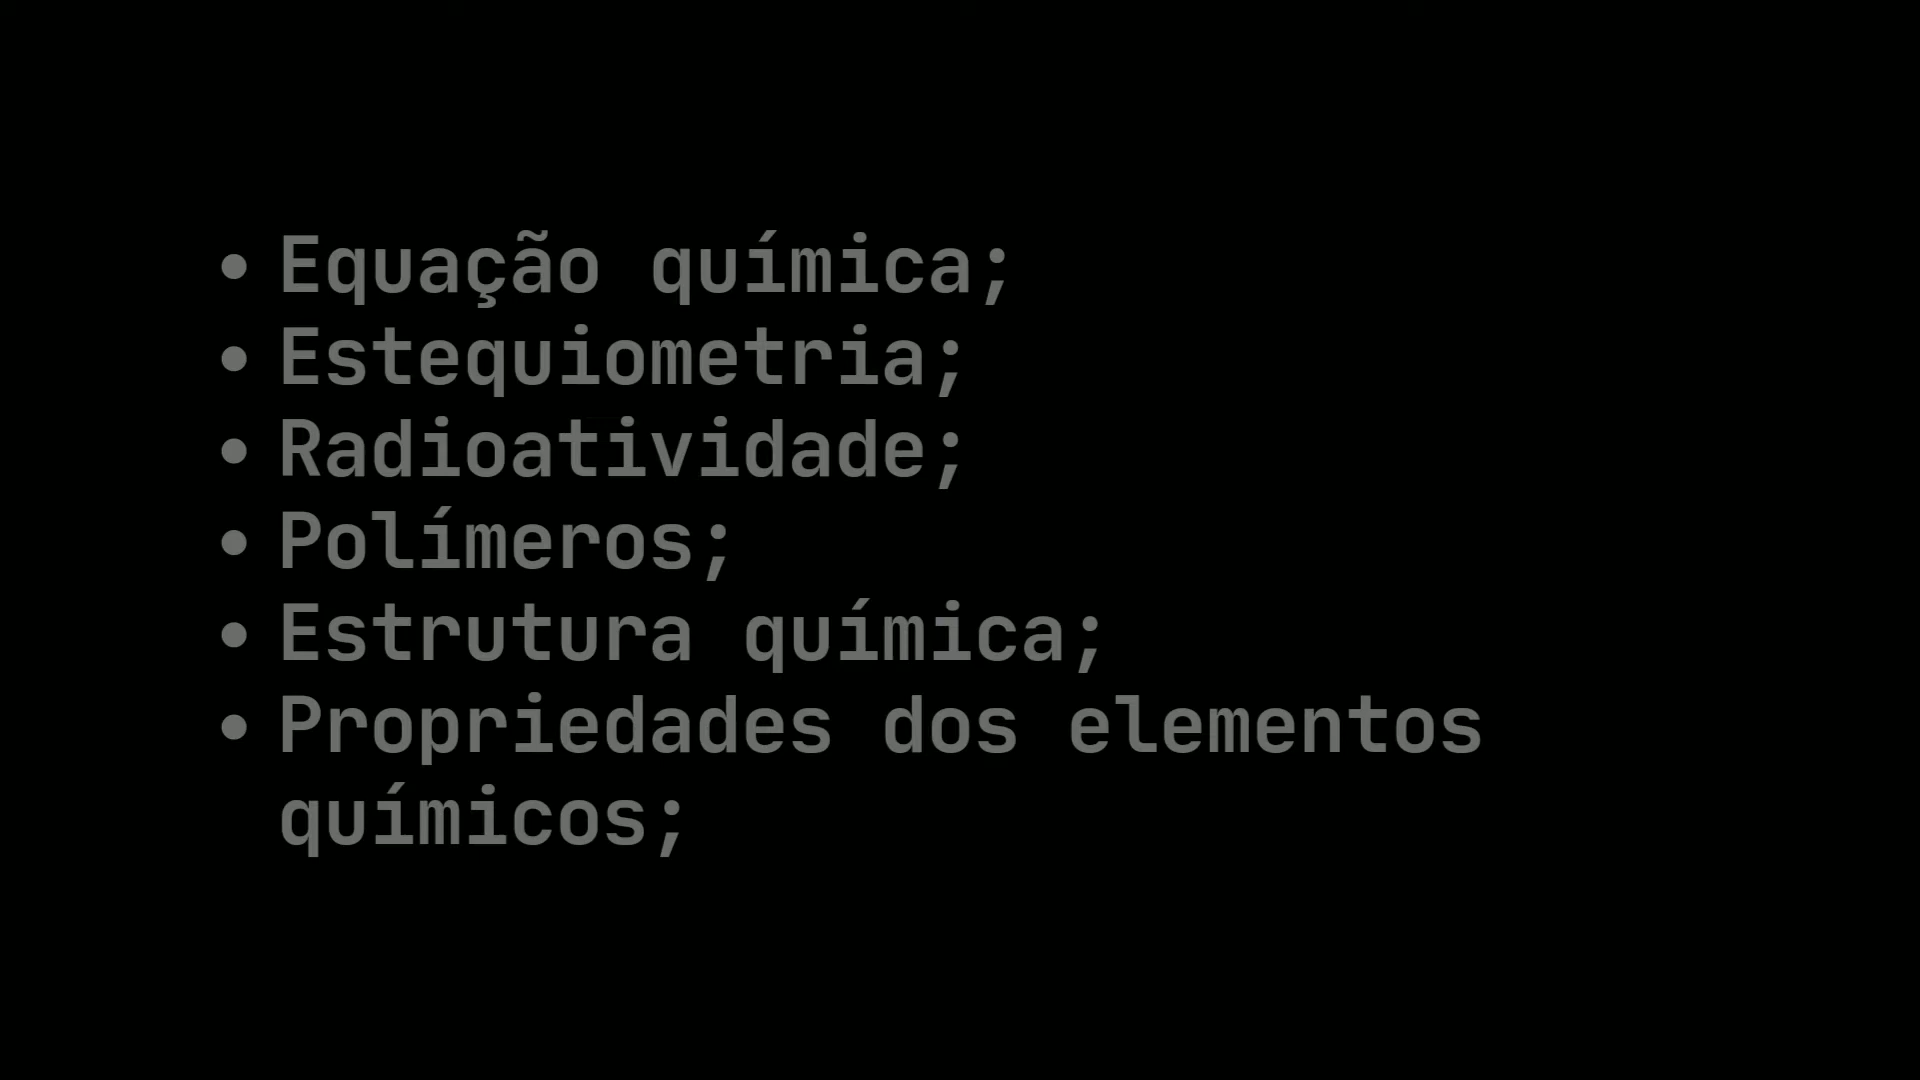 • Equação química;
• Estequiometria;
• Radioatividade;
• Polímeros;
• Estrutura química;
• Propriedades dos elementos
químicos;